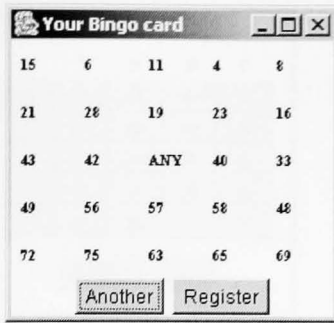 Your Bingo card
15 6 11 4 8
21 28 19 23 16
43 42 ANY 40 33
49 56 57 58 48
72 75 63 65 69
Another Register